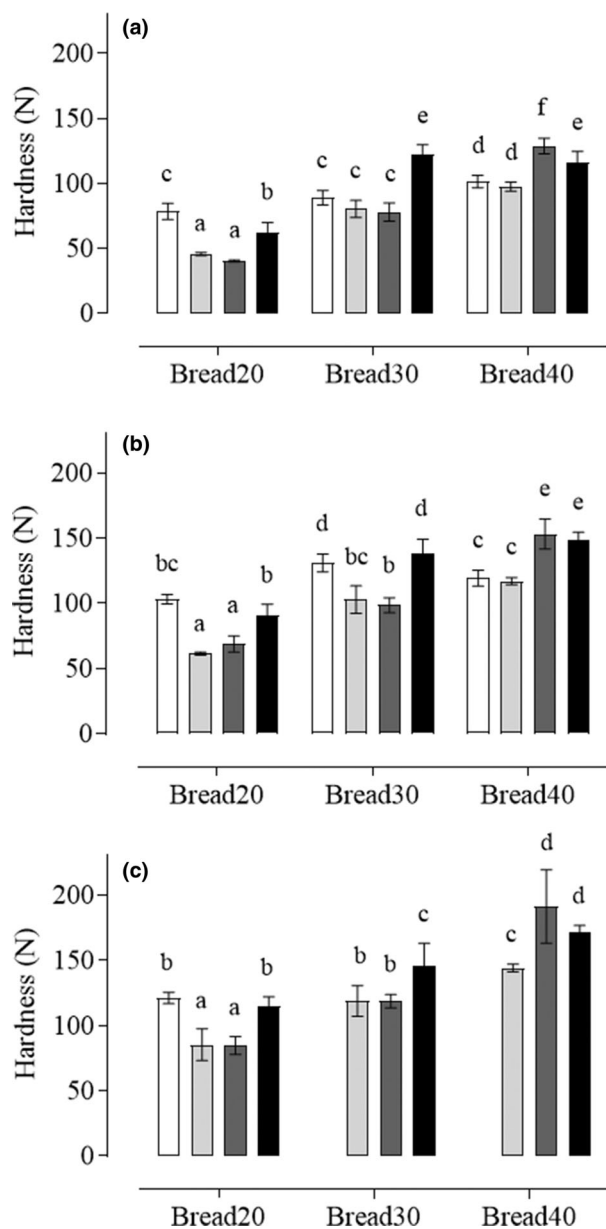 (a)
Hardness (N)
200
150
100
50
0
c a a b c c c e d d f e
Bread20 Bread30 Bread40
(b)
Hardness (N)
200
150
100
50
0
bc a a b d bc b d c c e e
Bread20 Bread30 Bread40
(c)
Hardness (N)
200
150
100
50
0
b a a b b b c c d d
Bread20 Bread30 Bread40